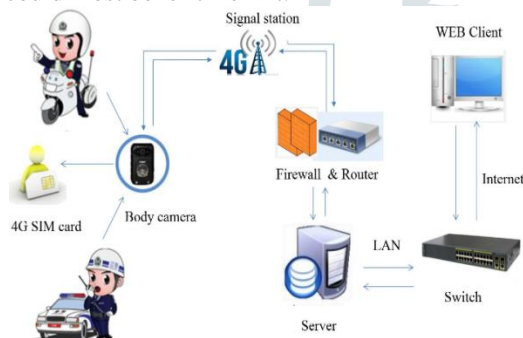 Signal station
WEB Client
4G
Firewall & Router
Internet
4G SIM card
Body camera
LAN
Switch
Server